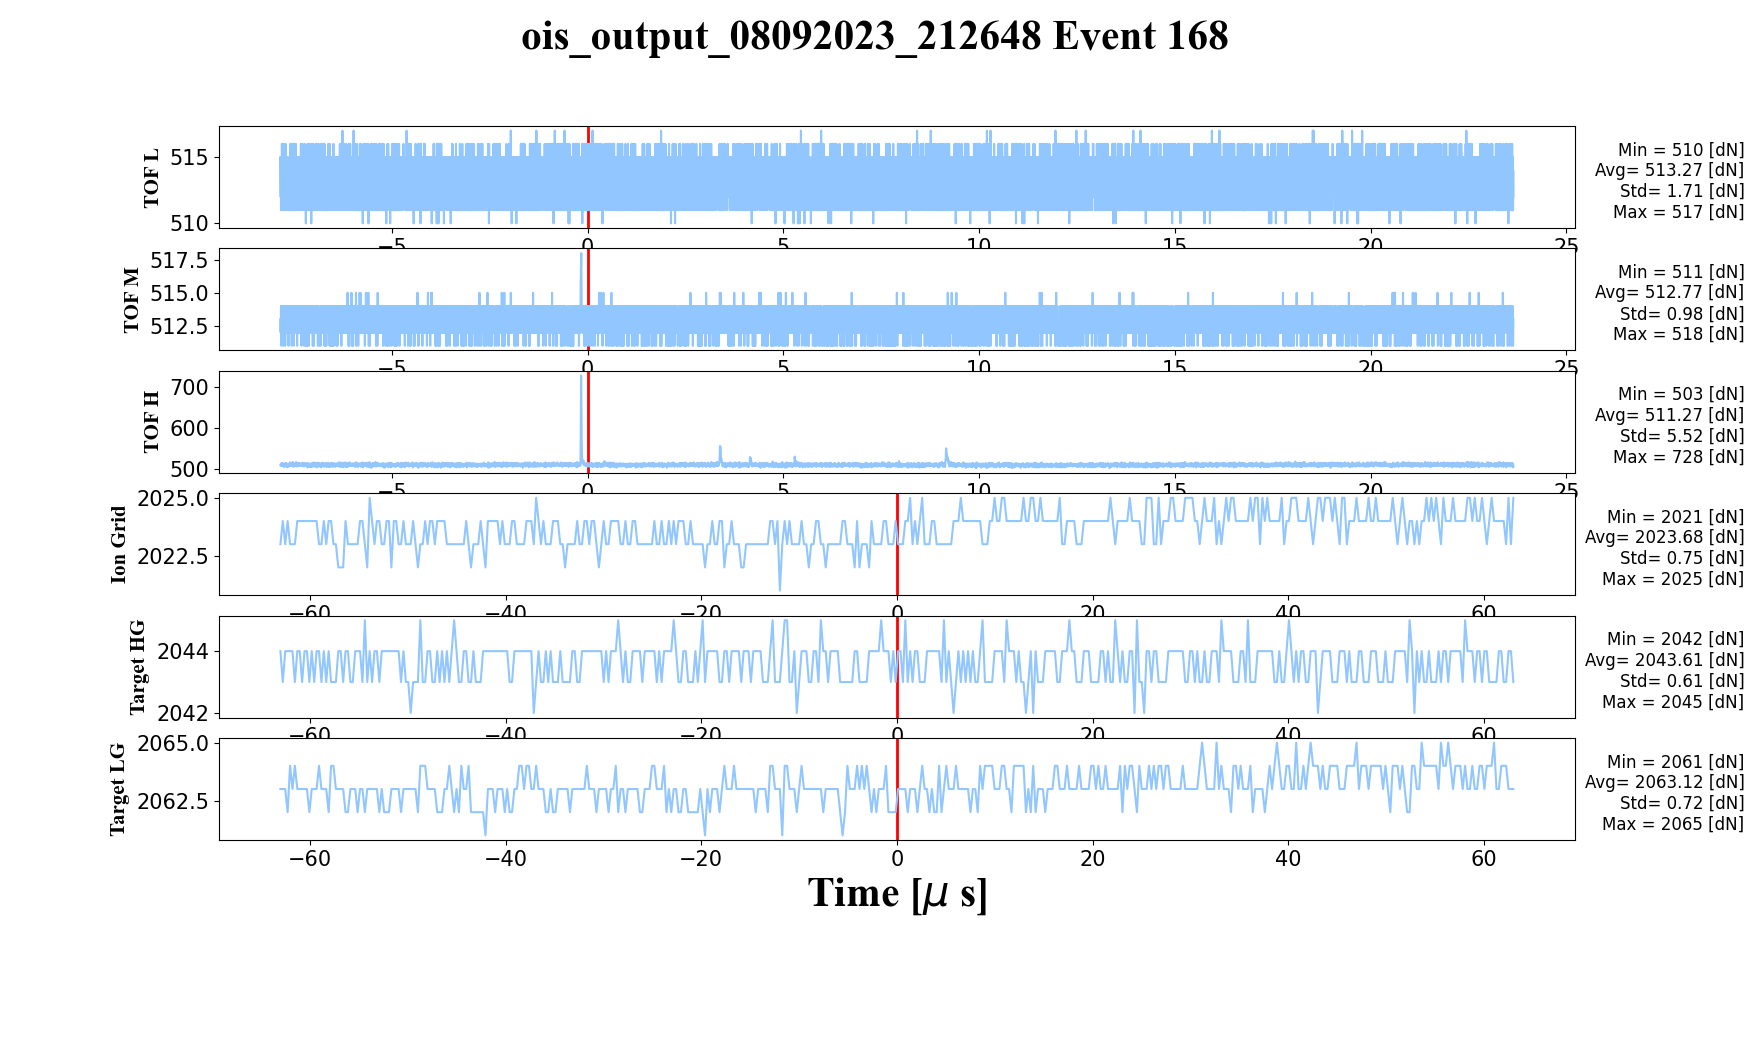 ois_output_08092023_212648 Event 168
TOF L
515
510
−5
0
5
10
15
20
25
Min = 510 [dN]
Avg= 513.27 [dN]
Std= 1.71 [dN]
Max = 517 [dN]
TOF M
517.5
515.0
512.5
−5
0
5
10
15
20
25
Min = 511 [dN]
Avg= 512.77 [dN]
Std= 0.98 [dN]
Max = 518 [dN]
TOF H
700
600
500
−5
0
5
10
15
20
25
Min = 503 [dN]
Avg= 511.27 [dN]
Std= 5.52 [dN]
Max = 728 [dN]
Ion Grid
2025.0
2022.5
−60
−40
−20
0
20
40
60
Min = 2021 [dN]
Avg= 2023.68 [dN]
Std= 0.75 [dN]
Max = 2025 [dN]
Target HG
2044
2042
−60
−40
−20
0
20
40
60
Min = 2042 [dN]
Avg= 2043.61 [dN]
Std= 0.61 [dN]
Max = 2045 [dN]
Target LG
2065.0
2062.5
−60
−40
−20
0
20
40
60
Min = 2061 [dN]
Avg= 2063.12 [dN]
Std= 0.72 [dN]
Max = 2065 [dN]
Time [μ s]